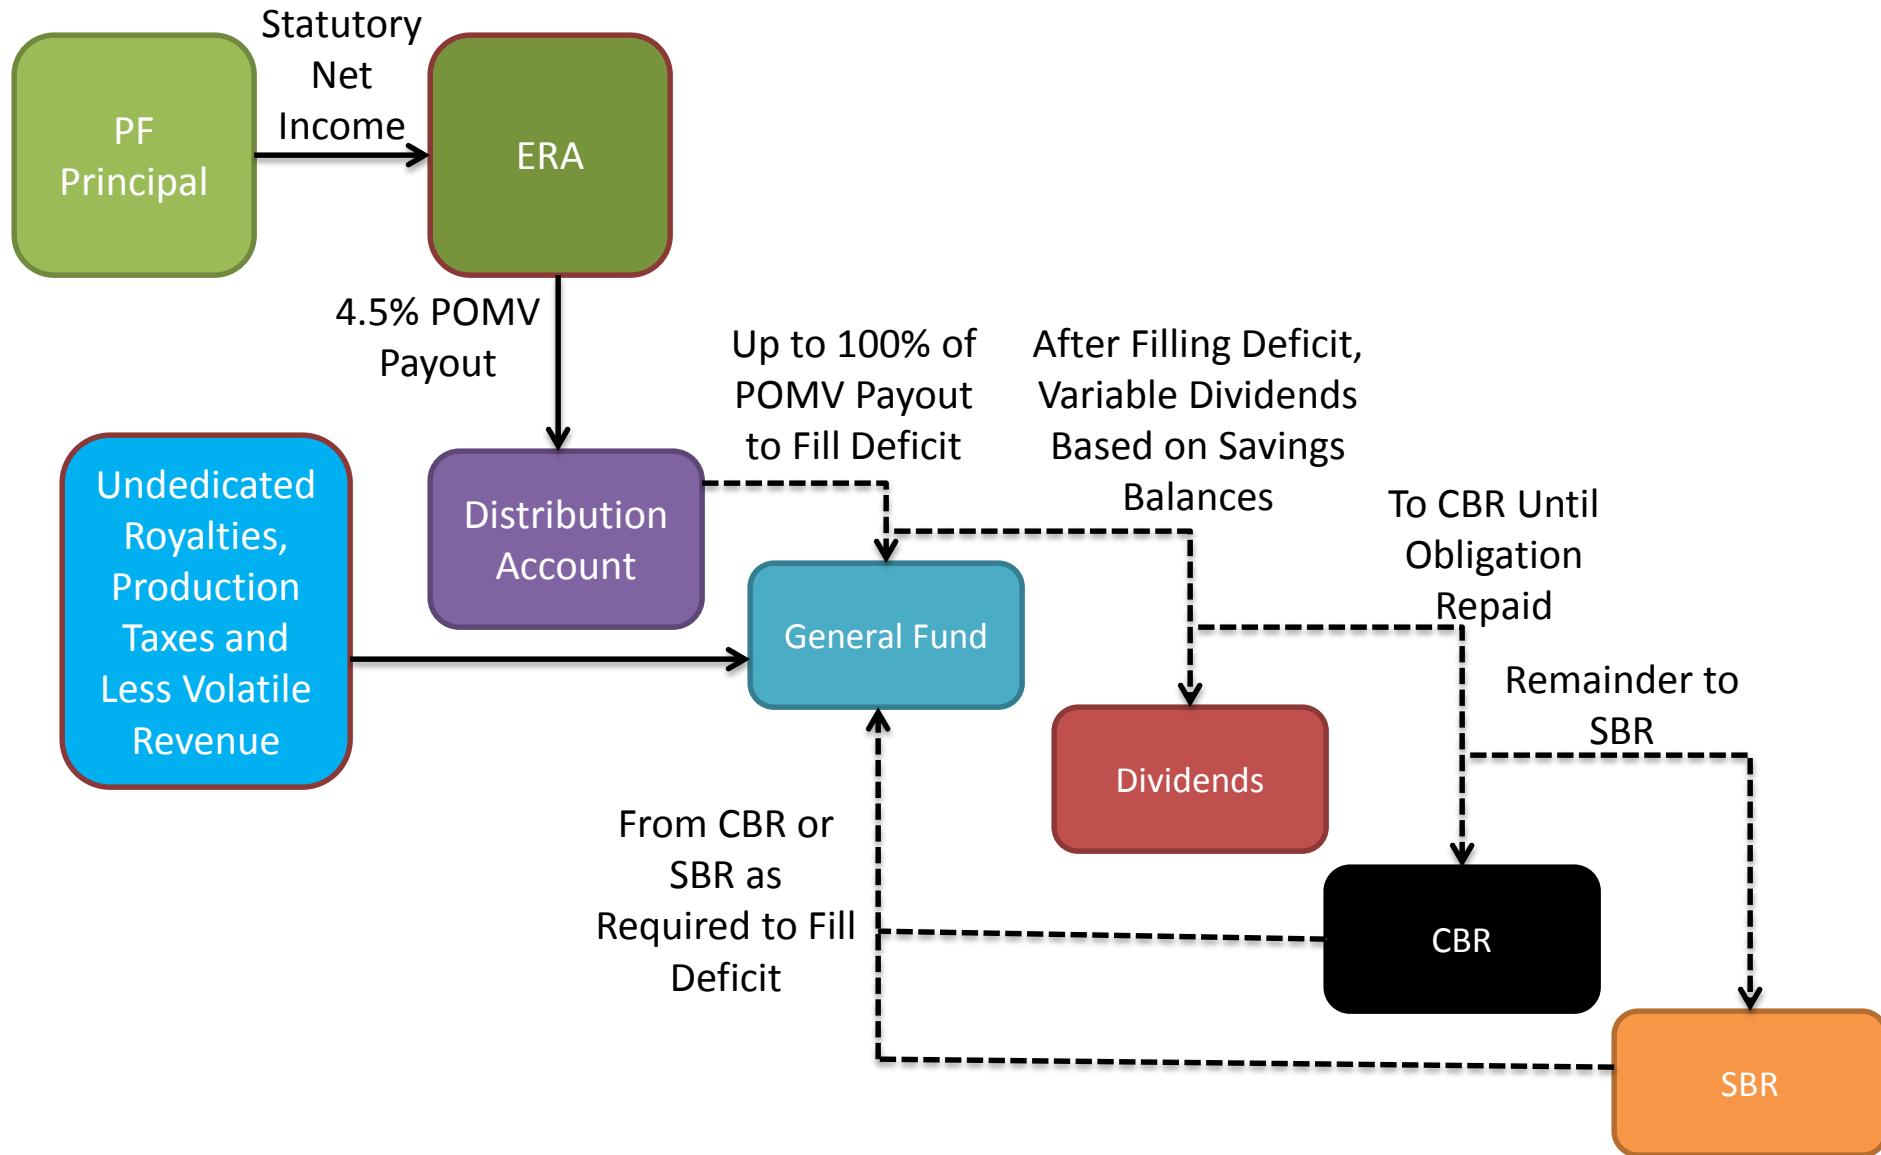 Statutory
Net
Income
PF
Principal
ERA
4.5% POMV
Payout
Up to 100% of
POMV Payout
to Fill Deficit
After Filling Deficit,
Variable Dividends
Based on Savings
Balances
To CBR Until
Obligation
Repaid
Undedicated
Royalties,
Production
Taxes and
Less Volatile
Revenue
Distribution
Account
General Fund
Remainder to
SBR
Dividends
From CBR or
SBR as
Required to Fill
Deficit
CBR
SBR